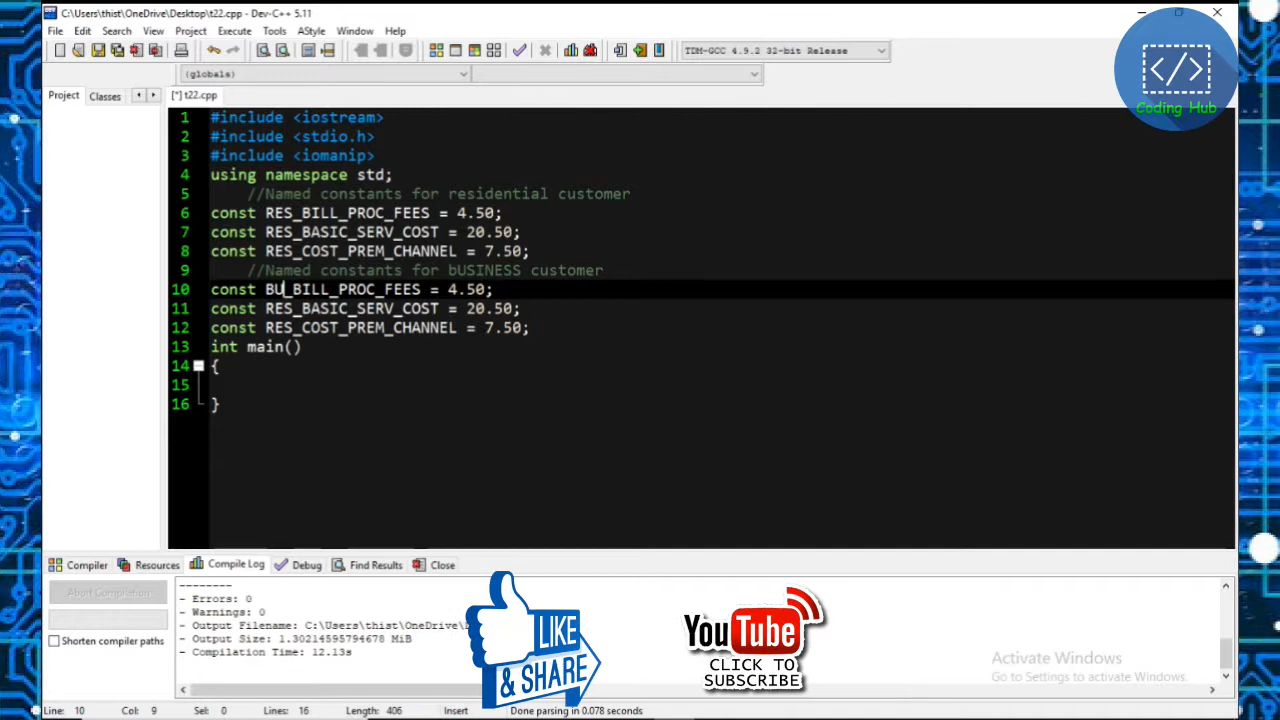 C:\Users\thist\OneDrive\Desktop\t22.cpp - Dev-C++ 5.11
File Edit Search View Project Execute Tools AStyle Window Help
TDM-GCC 4.9.2 32-bit Release
(globals)
Coding Hub
Project Classes [*] t22.cpp
1 #include <iostream>
2 #include <stdio.h>
3 #include <iomanip>
4 using namespace std;
5 //Named constants for residential customer
6 const RES_BILL_PROC_FEES = 4.50;
7 const RES_BASIC_SERV_COST = 20.50;
8 const RES_COST_PREM_CHANNEL = 7.50;
9 //Named constants for bUSINESS customer
10 const BU_BILL_PROC_FEES = 4.50;
11 const RES_BASIC_SERV_COST = 20.50;
12 const RES_COST_PREM_CHANNEL = 7.50;
13 int main()
14 {
15
16 }
Compiler Resources Compile Log Debug Find Results Close
Abort Compilation
Shorten compiler paths
--------
- Errors: 0
- Warnings: 0
- Output Filename: C:\Users\thist\OneDrive\
- Output Size: 1.30214595794678 MiB
- Compilation Time: 12.13s
LIKE
& SHARE
YouTube
CLICK TO
SUBSCRIBE
Activate Windows
Go to Settings to activate Windows.
Line: 10 Col: 9 Sel: 0 Lines: 16 Length: 406 Insert Done parsing in 0.078 seconds